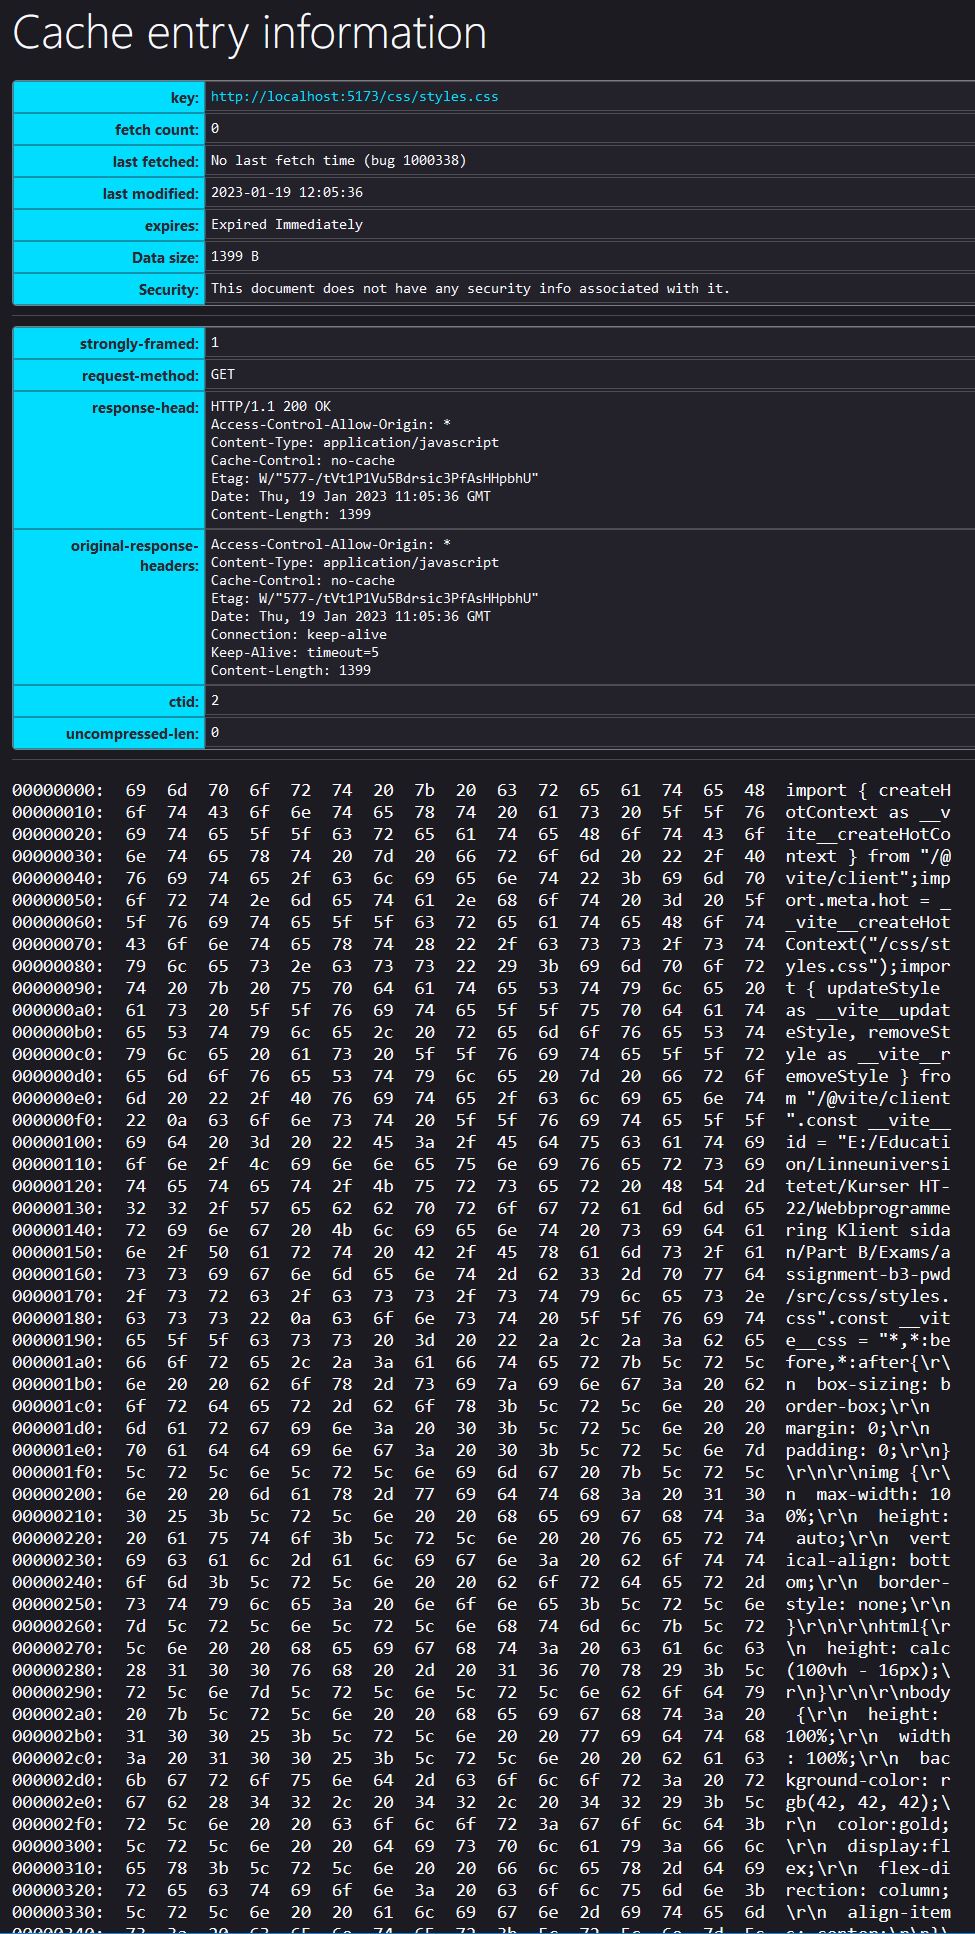 Cache entry information
key: http://localhost:5173/css/styles.css
fetch count: 0
last fetched: No last fetch time (bug 1000338)
last modified: 2023-01-19 12:05:36
expires: Expired Immediately
Data size: 1399 B
Security: This document does not have any security info associated with it.
strongly-framed: 1
request-method: GET
response-head: HTTP/1.1 200 OK
Access-Control-Allow-Origin: *
Content-Type: application/javascript
Cache-Control: no-cache
Etag: W/"577-/tVt1P1Vu5Bdrsic3PfAsHHpbhU"
Date: Thu, 19 Jan 2023 11:05:36 GMT
Content-Length: 1399
original-response-
headers:
Access-Control-Allow-Origin: *
Content-Type: application/javascript
Cache-Control: no-cache
Etag: W/"577-/tVt1P1Vu5Bdrsic3PfAsHHpbhU"
Date: Thu, 19 Jan 2023 11:05:36 GMT
Connection: keep-alive
Keep-Alive: timeout=5
Content-Length: 1399
ctid: 2
uncompressed-len: 0
00000000: 69 6d 70 6f 72 74 20 7b 20 63 72 65 61 74 65 48 import { createH
00000010: 6f 74 43 6f 6e 74 65 78 74 20 61 73 20 5f 5f 76 otContext as __v
00000020: 69 74 65 5f 5f 63 72 65 61 74 65 48 6f 74 43 6f ite__createHotCo
00000030: 6e 74 65 78 74 20 7d 20 66 72 6f 6d 20 22 2f 40 ntext } from "/@
00000040: 76 69 74 65 2f 63 6c 69 65 6e 74 22 3b 69 6d 70 vite/client";imp
00000050: 6f 72 74 2e 6d 65 74 61 2e 68 6f 74 20 3d 20 5f ort.meta.hot = _
00000060: 5f 76 69 74 65 5f 5f 63 72 65 61 74 65 48 6f 74 _vite__createHot
00000070: 43 6f 6e 74 65 78 74 28 22 2f 63 73 73 2f 73 74 Context("/css/st
00000080: 79 6c 65 73 2e 63 73 73 22 29 3b 69 6d 70 6f 72 yles.css");impor
00000090: 74 20 7b 20 75 70 64 61 74 65 53 74 79 6c 65 20 t { updateStyle
000000a0: 61 73 20 5f 5f 76 69 74 65 5f 5f 75 70 64 61 74 as __vite__updat
000000b0: 65 53 74 79 6c 65 2c 20 72 65 6d 6f 76 65 53 74 eStyle, removeSt
000000c0: 79 6c 65 20 61 73 20 5f 5f 76 69 74 65 5f 5f 72 yle as __vite__r
000000d0: 65 6d 6f 76 65 53 74 79 6c 65 20 7d 20 66 72 6f emoveStyle } fro
000000e0: 6d 20 22 2f 40 76 69 74 65 2f 63 6c 69 65 6e 74 m "/@vite/client
000000f0: 22 0a 63 6f 6e 73 74 20 5f 5f 76 69 74 65 5f 5f ".const __vite__
00000100: 69 64 20 3d 20 22 45 3a 2f 45 64 75 63 61 74 69 id = "E:/Educati
00000110: 6f 6e 2f 4c 69 6e 6e 65 75 6e 69 76 65 72 73 69 on/Linneuniversi
00000120: 74 65 74 65 74 2f 4b 75 72 73 65 72 20 48 54 2d tetet/Kurser HT-
00000130: 32 32 2f 57 65 62 62 70 72 6f 67 72 61 6d 6d 65 22/Webbprogramme
00000140: 72 69 6e 67 20 4b 6c 69 65 6e 74 20 73 69 64 61 ring Klient sida
00000150: 6e 2f 50 61 72 74 20 42 2f 45 78 61 6d 73 2f 61 n/Part B/Exams/a
00000160: 73 73 69 67 6e 6d 65 6e 74 2d 62 33 2d 70 77 64 ssignment-b3-pwd
00000170: 2f 73 72 63 2f 63 73 73 2f 73 74 79 6c 65 73 2e /src/css/styles.
00000180: 63 73 73 22 0a 63 6f 6e 73 74 20 5f 5f 76 69 74 css".const __vit
00000190: 65 5f 5f 63 73 73 20 3d 20 22 2a 2c 2a 3a 62 65 e__css = "*,*:be
000001a0: 66 6f 72 65 2c 2a 3a 61 66 74 65 72 7b 5c 72 5c fore,*:after{\r\
000001b0: 6e 20 20 62 6f 78 2d 73 69 7a 69 6e 67 3a 20 62 n  box-sizing: b
000001c0: 6f 72 64 65 72 2d 62 6f 78 3b 5c 72 5c 6e 20 20 order-box;\r\n
000001d0: 6d 61 72 67 69 6e 3a 20 30 3b 5c 72 5c 6e 20 20 margin: 0;\r\n
000001e0: 70 61 64 64 69 6e 67 3a 20 30 3b 5c 72 5c 6e 7d padding: 0;\r\n}
000001f0: 5c 72 5c 6e 5c 72 5c 6e 69 6d 67 20 7b 5c 72 5c \r\n\r\nimg {\r\
00000200: 6e 20 20 6d 61 78 2d 77 69 64 74 68 3a 20 31 30 n  max-width: 10
00000210: 30 25 3b 5c 72 5c 6e 20 20 68 65 69 67 68 74 3a 0%;\r\n  height:
00000220: 20 61 75 74 6f 3b 5c 72 5c 6e 20 20 76 65 72 74  auto;\r\n  vert
00000230: 69 63 61 6c 2d 61 6c 69 67 6e 3a 20 62 6f 74 74 ical-align: bott
00000240: 6f 6d 3b 5c 72 5c 6e 20 20 62 6f 72 64 65 72 2d om;\r\n  border-
00000250: 73 74 79 6c 65 3a 20 6e 6f 6e 65 3b 5c 72 5c 6e style: none;\r\n
00000260: 7d 5c 72 5c 6e 5c 72 5c 6e 68 74 6d 6c 7b 5c 72 }\r\n\r\nhtml{\r
00000270: 5c 6e 20 20 68 65 69 67 68 74 3a 20 63 61 6c 63 \n  height: calc
00000280: 28 31 30 30 76 68 20 2d 20 31 36 70 78 29 3b 5c (100vh - 16px);\
00000290: 72 5c 6e 7d 5c 72 5c 6e 5c 72 5c 6e 62 6f 64 79 r\n}\r\n\r\nbody
000002a0: 20 7b 5c 72 5c 6e 20 20 68 65 69 67 68 74 3a 20  {\r\n  height:
000002b0: 31 30 30 25 3b 5c 72 5c 6e 20 20 77 69 64 74 68 100%;\r\n  width
000002c0: 3a 20 31 30 30 25 3b 5c 72 5c 6e 20 20 62 61 63 : 100%;\r\n  bac
000002d0: 6b 67 72 6f 75 6e 64 2d 63 6f 6c 6f 72 3a 20 72 kground-color: r
000002e0: 67 62 28 34 32 2c 20 34 32 2c 20 34 32 29 3b 5c gb(42, 42, 42);\
000002f0: 72 5c 6e 20 20 63 6f 6c 6f 72 3a 67 6f 6c 64 3b r\n  color:gold;
00000300: 5c 72 5c 6e 20 20 64 69 73 70 6c 61 79 3a 66 6c \r\n  display:fl
00000310: 65 78 3b 5c 72 5c 6e 20 20 66 6c 65 78 2d 64 69 ex;\r\n  flex-di
00000320: 72 65 63 74 69 6f 6e 3a 20 63 6f 6c 75 6d 6e 3b rection: column;
00000330: 5c 72 5c 6e 20 20 61 6c 69 67 6e 2d 69 74 65 6d \r\n  align-item